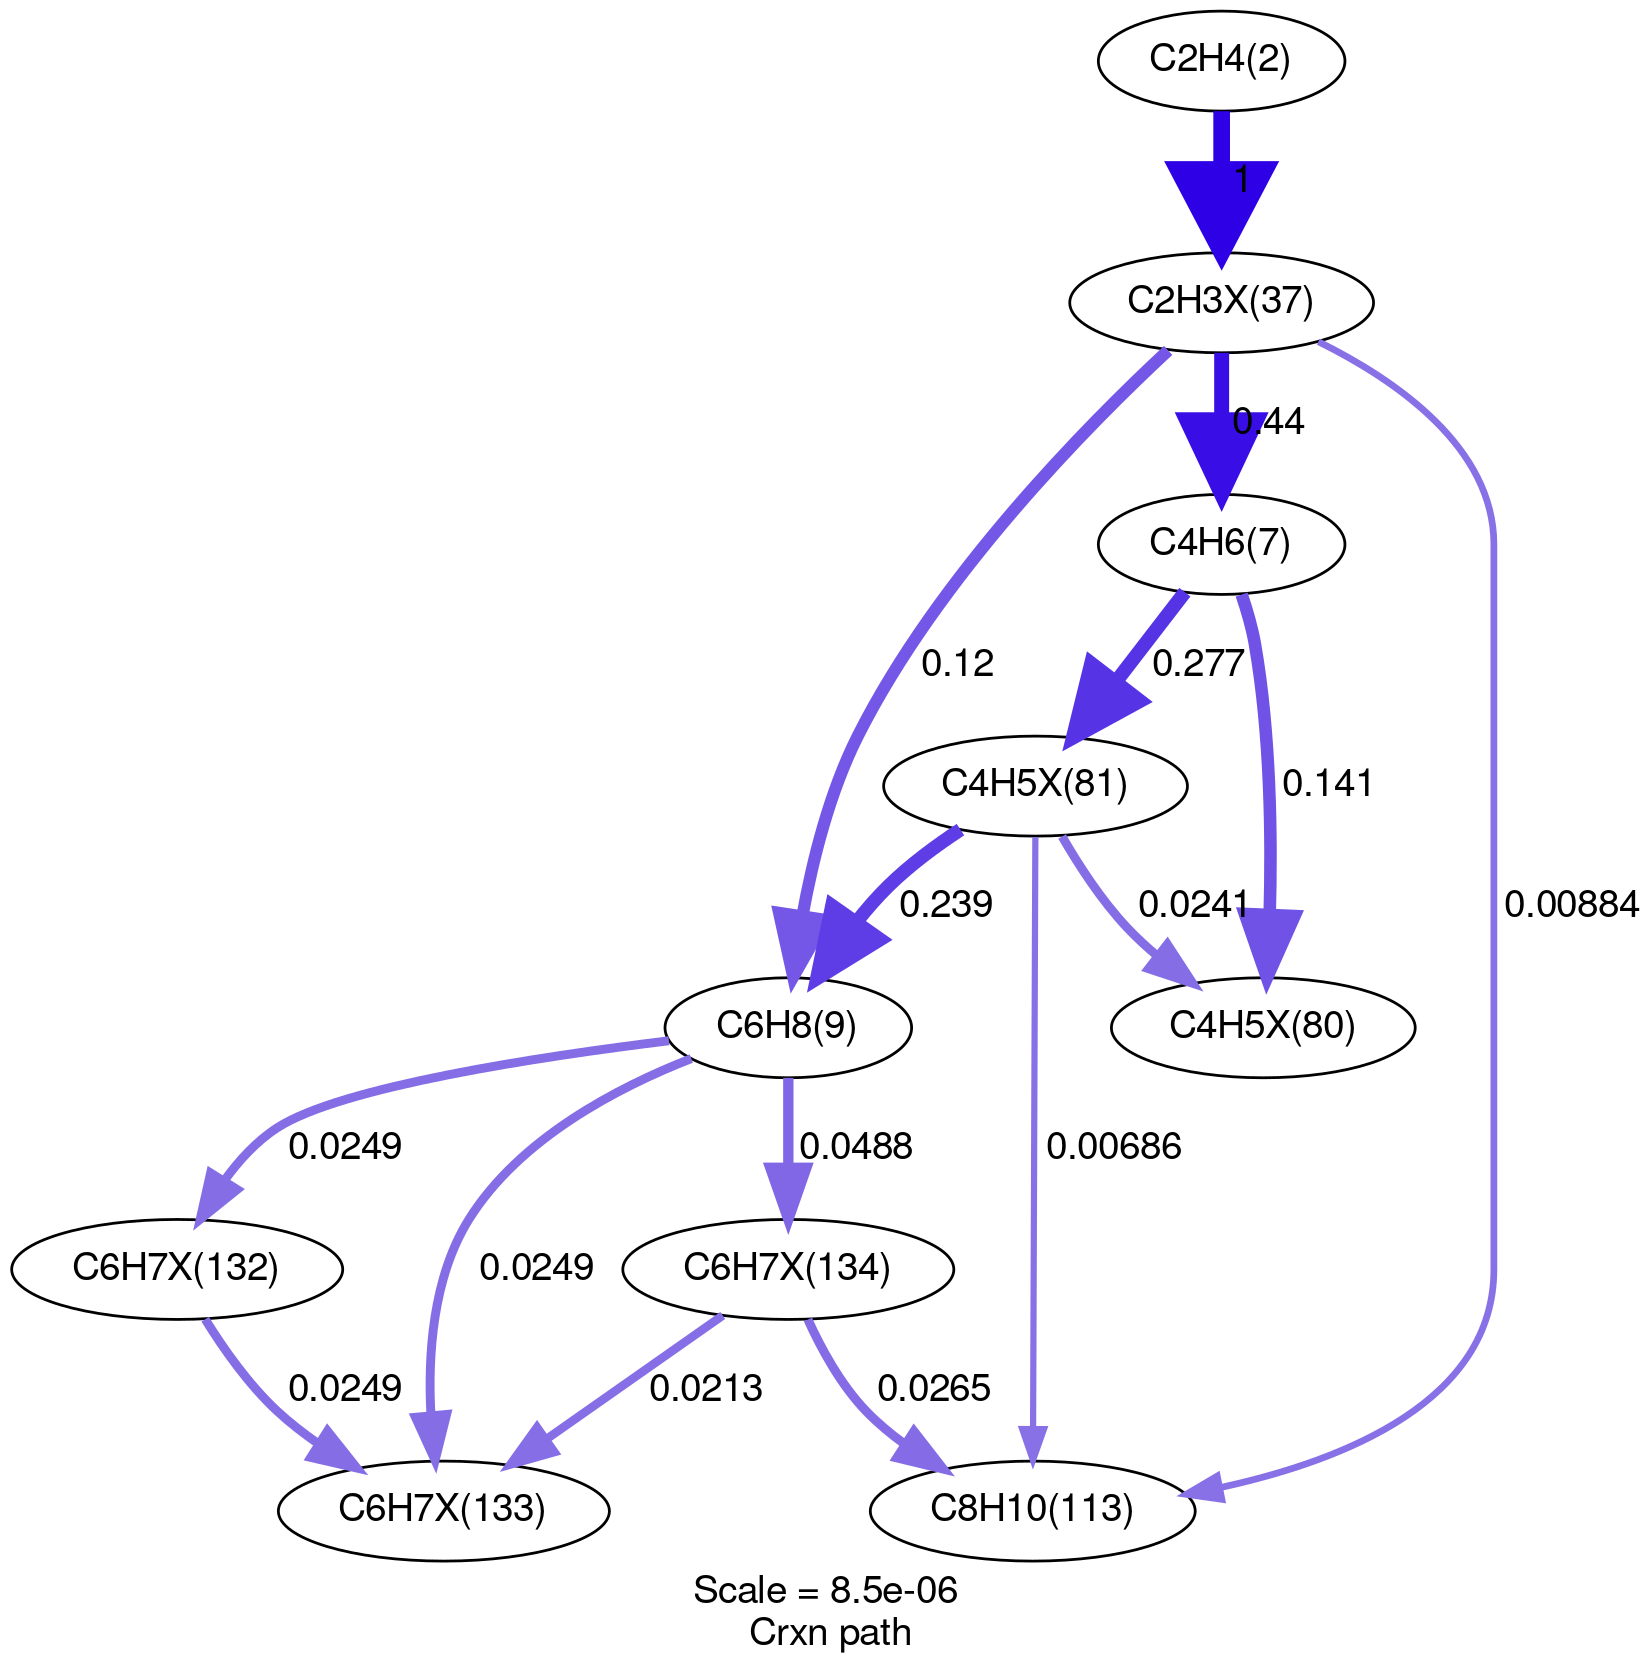 C2H4(2)
1
C2H3X(37)
0.44
C4H6(7)
0.12
0.277
C4H5X(81)
0.141
0.239
0.0241
0.00884
C6H8(9)
C4H5X(80)
0.0249
0.0488
0.00686
C6H7X(132)
0.0249
C6H7X(134)
0.0249
0.0213
0.0265
C6H7X(133)
C8H10(113)
Scale = 8.5e-06
Crxn path